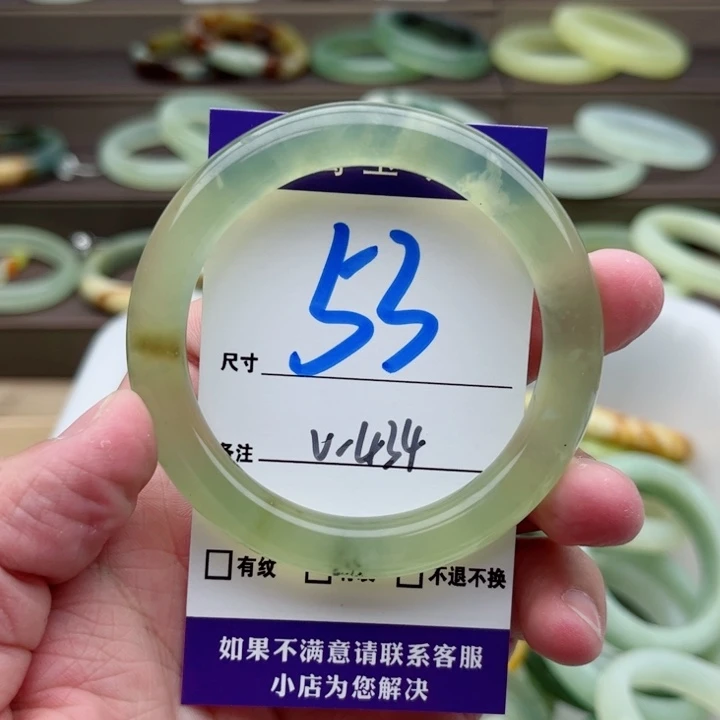 53
尺寸
备注 V-434
□有纹 □ □不退不换
如果不满意请联系客服
小店为您解决